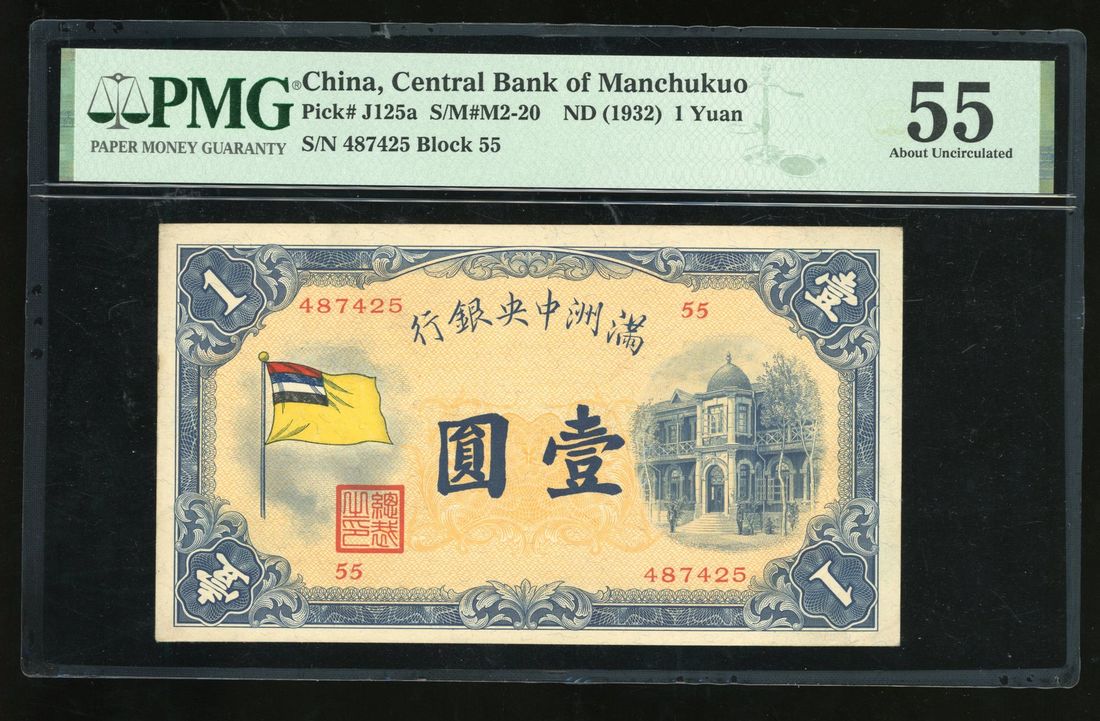 PMG® China, Central Bank of Manchukuo
Pick# J125a S/M#M2-20 ND (1932) 1 Yuan
PAPER MONEY GUARANTY S/N 487425 Block 55
55
About Uncirculated
1
壹
487425
55
滿洲中央銀行
壹圓
總裁之印
55
487425
壹
1